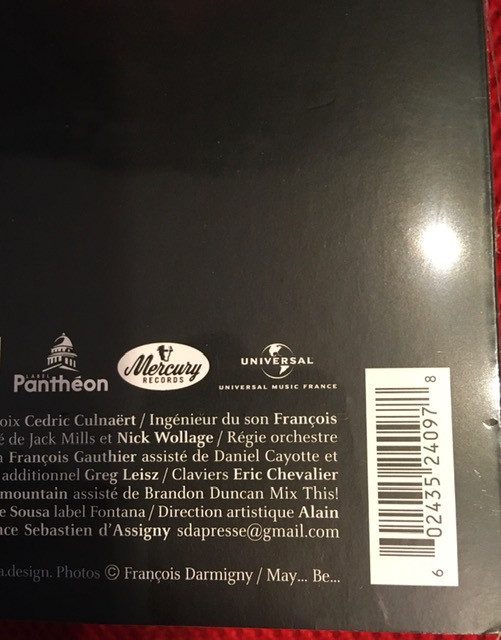 LABEL
Panthéon
Mercury
RECORDS
UNIVERSAL
UNIVERSAL MUSIC FRANCE
oix Cedric Culnaërt / Ingénieur du son François
é de Jack Mills et Nick Wollage / Régie orchestre
François Gauthier assisté de Daniel Cayotte et
additionnel Greg Leisz / Claviers Eric Chevalier
mountain assisté de Brandon Duncan Mix This!
e Sousa label Fontana / Direction artistique Alain
nce Sebastien d'Assigny sdapresse@gmail.com
a.design. Photos © François Darmigny / May... Be...
6 02435 24097 8